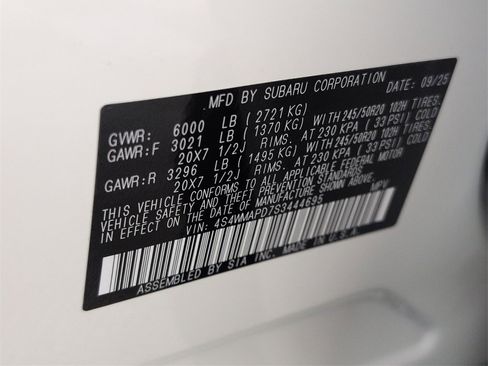 MFD BY SUBARU CORPORATION DATE: 09/25
GVWR: 6000 LB ( 2721 KG)
GAWR:F 3021 LB ( 1370 KG) WITH 245/50R20 102H TIRES.
20X7 1/2J RIMS. AT 230 KPA ( 33 PSI) COLD
GAWR:R 3296 LB ( 1495 KG) WITH 245/50R20 102H TIRES.
20X7 1/2J RIMS. AT 230 KPA ( 33 PSI) COLD
THIS VEHICLE CONFORMS TO ALL APPLICABLE FEDERAL MOTOR
VEHICLE SAFETY AND THEFT PREVENTION STANDARDS
IN EFFECT ON THE DATE OF MANUFACTURE SHOWN ABOVE.
VIN: 4S4WMAPD7S3444695 MPV
ASSEMBLED BY SIA INC. MADE IN U.S.A.